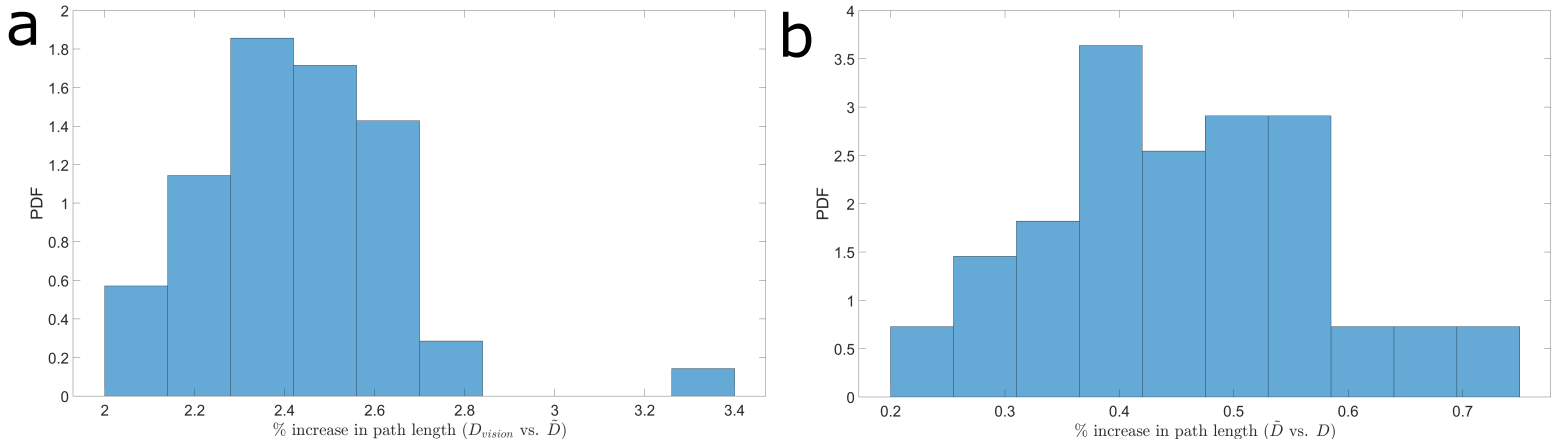 a
2
1.8
1.6
1.4
1.2
1
0.8
0.6
0.4
0.2
0
PDF
2 2.2 2.4 2.6 2.8 3 3.2 3.4
% increase in path length (D_vision vs. D̃)
b
4
3.5
3
2.5
2
1.5
1
0.5
0
PDF
0.2 0.3 0.4 0.5 0.6 0.7
% increase in path length (D̃ vs. D)